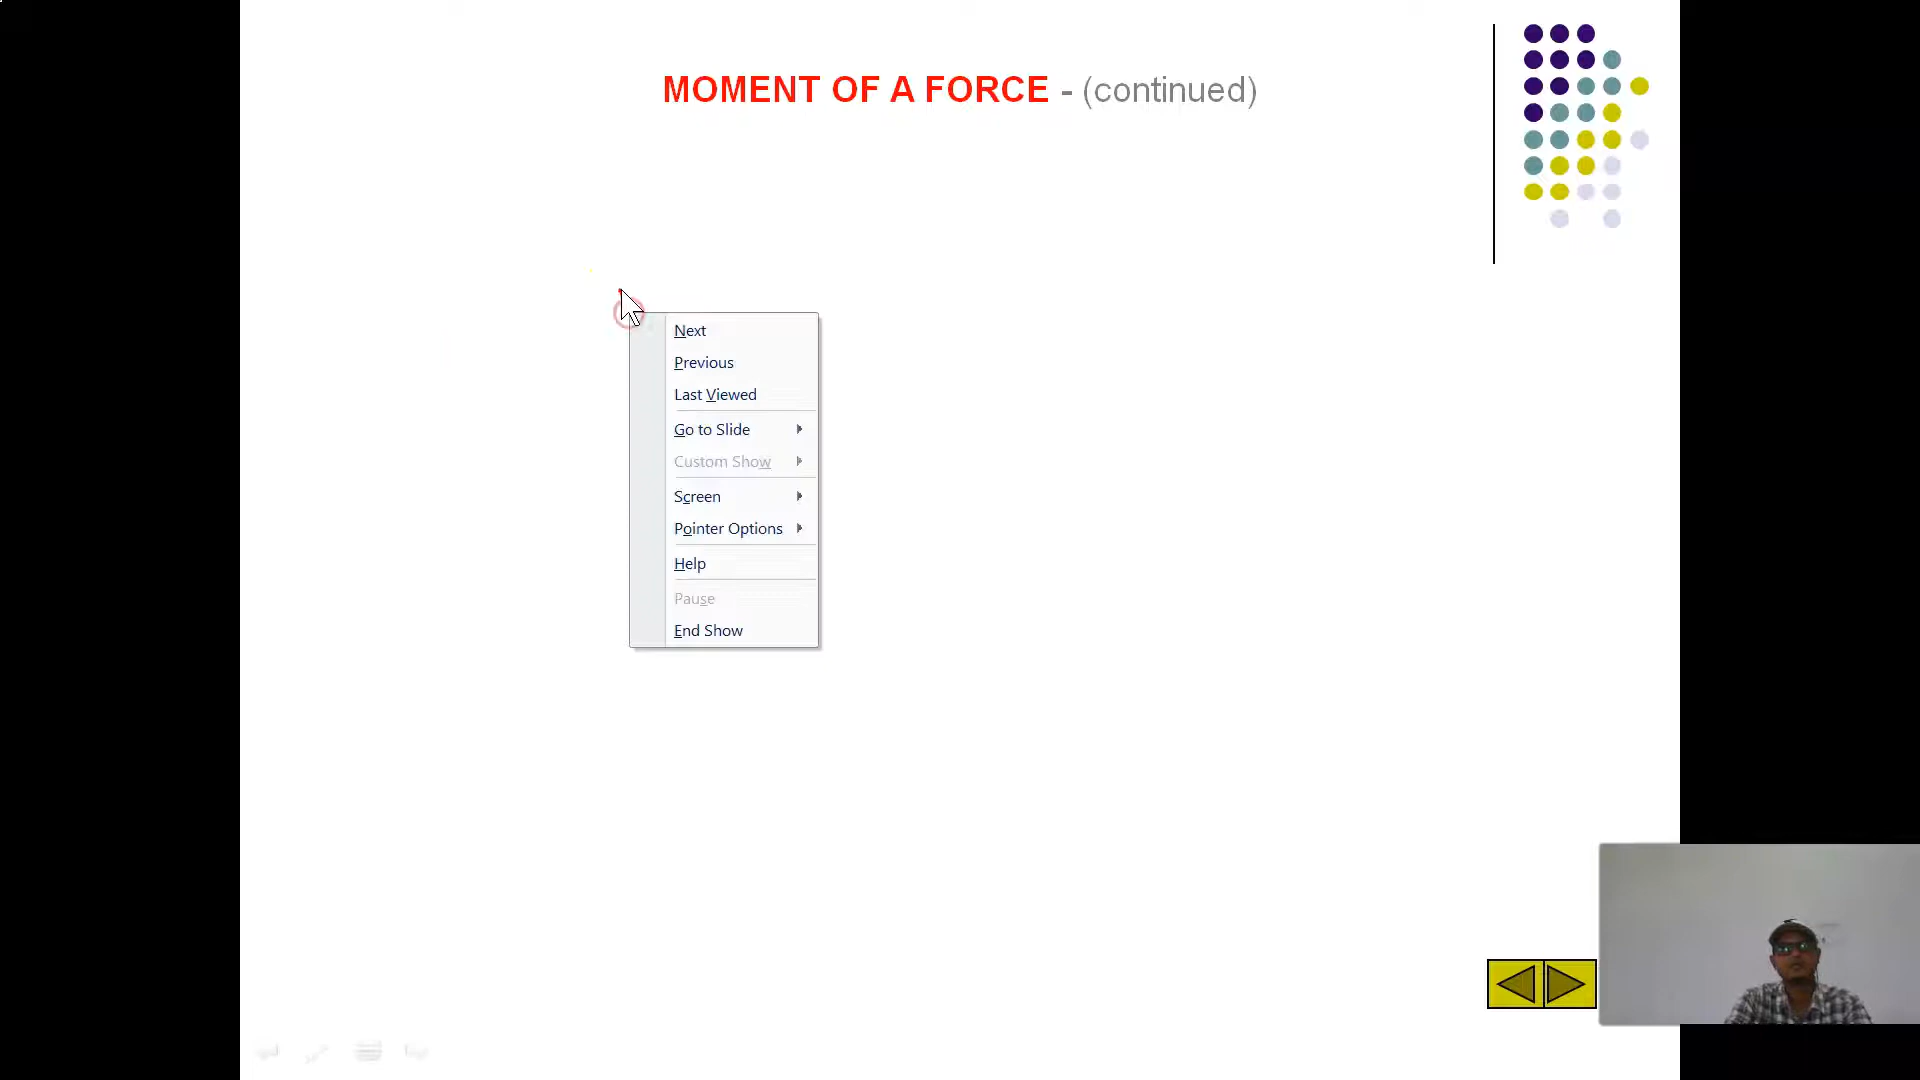 MOMENT OF A FORCE - (continued)
Next
Previous
Last Viewed
Go to Slide
Custom Show
Screen
Pointer Options
Help
Pause
End Show